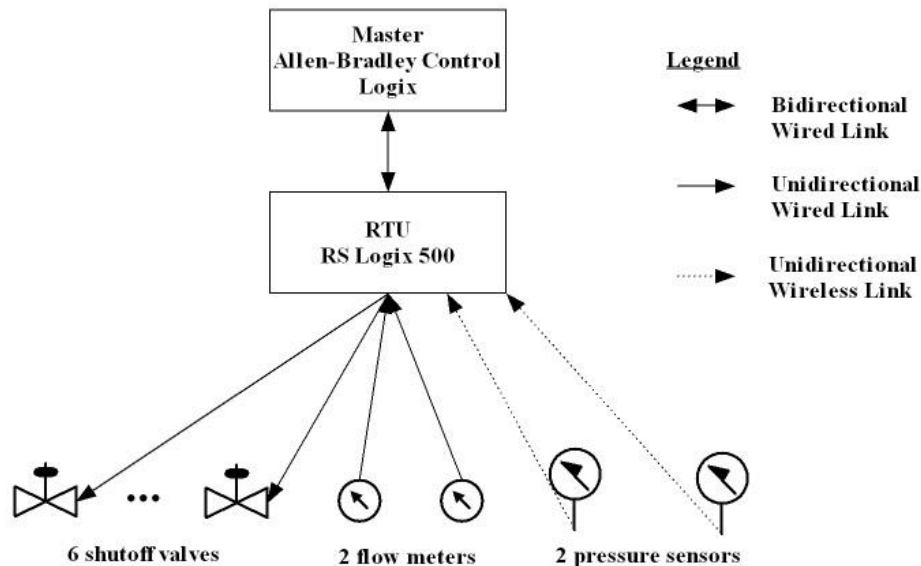 Master
Allen-Bradley Control
Logix
Legend
Bidirectional
Wired Link
RTU
RS Logix 500
Unidirectional
Wired Link
Unidirectional
Wireless Link
6 shutoff valves
2 flow meters
2 pressure sensors